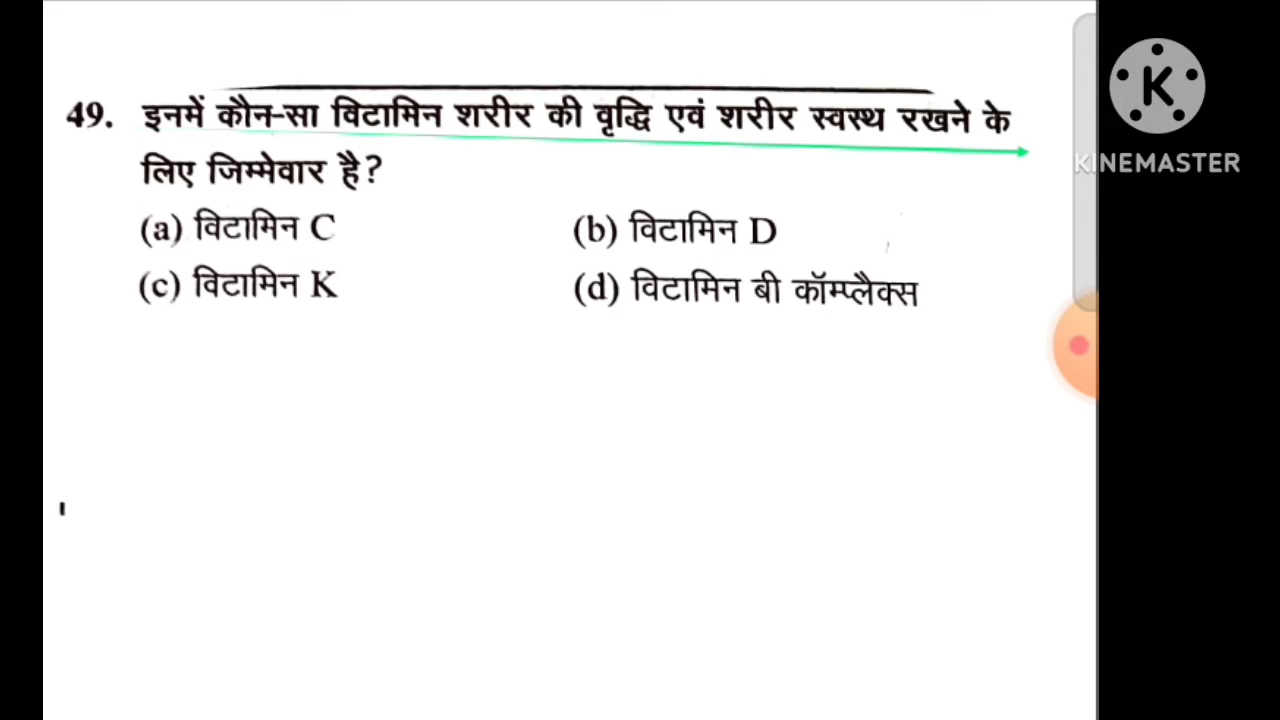 49. इनमें कौन-सा विटामिन शरीर की वृद्धि एवं शरीर स्वस्थ रखने के
लिए जिम्मेवार है?
(a) विटामिन C (b) विटामिन D
(c) विटामिन K (d) विटामिन बी कॉम्प्लैक्स
K
KINEMASTER